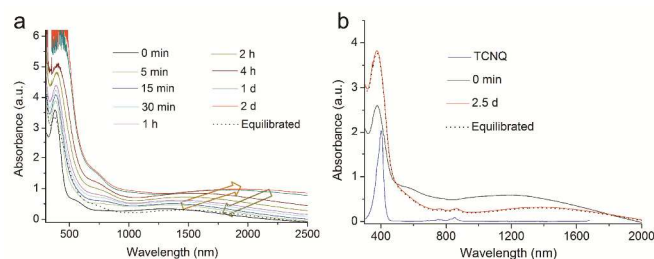 a
b
0 min
5 min
15 min
30 min
1 h
2 h
4 h
1 d
2 d
Equilibrated
Absorbance (a.u.)
6
5
4
3
2
1
0
500 1000 1500 2000 2500
Wavelength (nm)
TCNQ
0 min
2.5 d
Equilibrated
Absorbance (a.u.)
4
3
2
1
0
400 800 1200 1600 2000
Wavelength (nm)